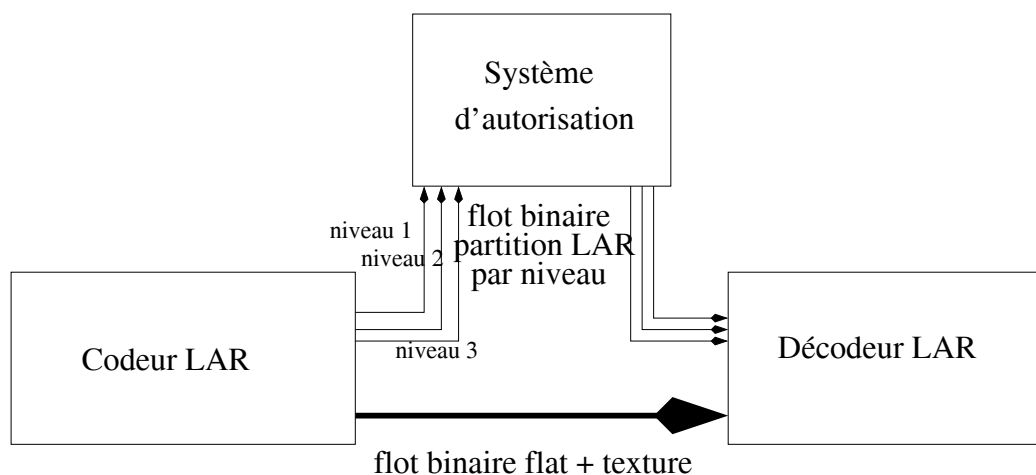 Système
d'autorisation
niveau 1
niveau 2
niveau 3
flot binaire
partition LAR
par niveau
Codeur LAR
Décodeur LAR
flot binaire flat + texture